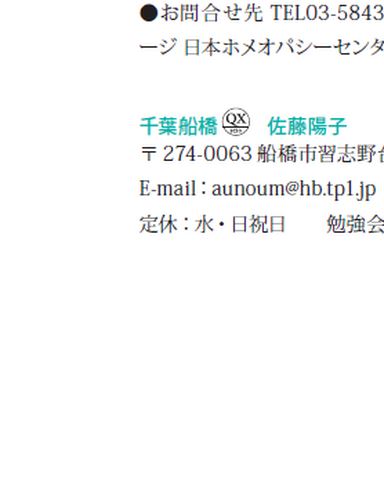 ●お問合せ先 TEL03-5843
ージ 日本ホメオパシーセンタ
千葉船橋 QX 佐藤陽子
〒274-0063 船橋市習志野台
E-mail：aunoum@hb.tp1.jp
定休：水・日祝日　　勉強会